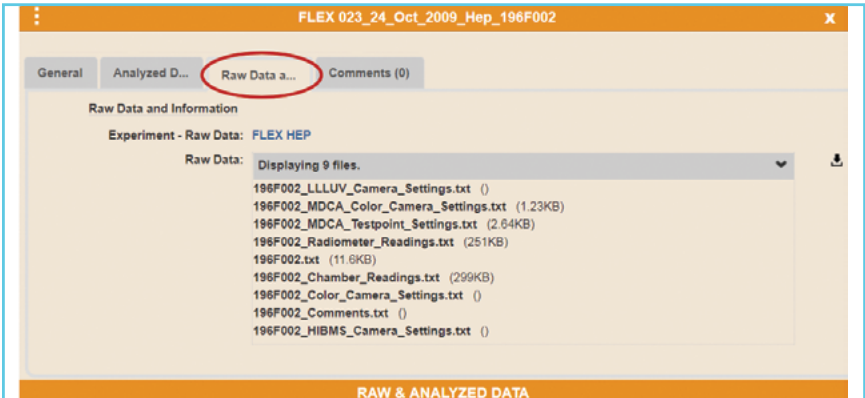 FLEX 023_24_Oct_2009_Hep_196F002 x
General Analyzed D... Raw Data a... Comments (0)
Raw Data and Information
Experiment - Raw Data: FLEX HEP
Raw Data: Displaying 9 files.
196F002_LLLUV_Camera_Settings.txt ()
196F002_MDCA_Color_Camera_Settings.txt (1.23KB)
196F002_MDCA_Testpoint_Settings.txt (2.64KB)
196F002_Radiometer_Readings.txt (251KB)
196F002.txt (11.6KB)
196F002_Chamber_Readings.txt (299KB)
196F002_Color_Camera_Settings.txt ()
196F002_Comments.txt ()
196F002_HIBMS_Camera_Settings.txt ()
RAW & ANALYZED DATA